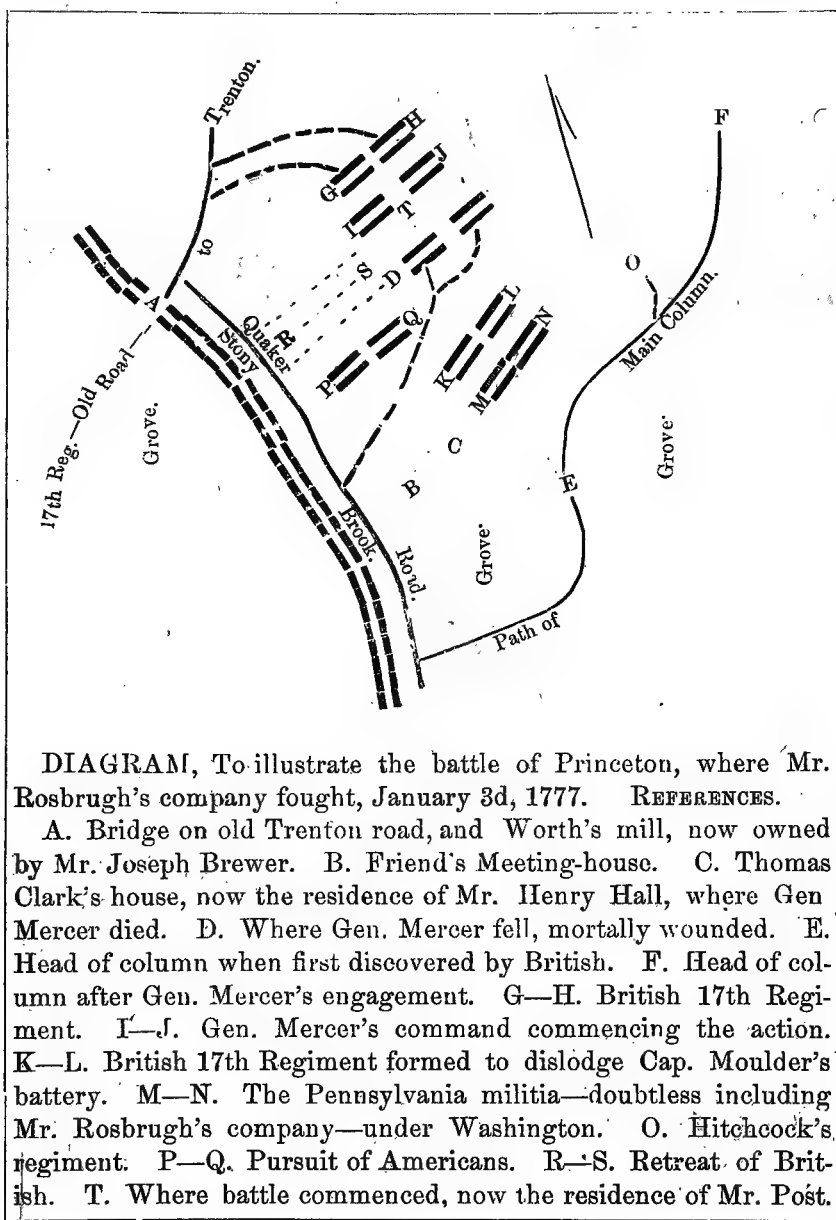 Trenton.
to
H
G
J
I
T
F
A
S
D
O
Quaker
Stony
R
Q
P
L
N
K
M
Main Column.
17th Reg.—Old Road
Grove.
Grove.
C
B
E
Brook.
Road.
Grove.
Path of
DIAGRAM, To illustrate the battle of Princeton, where Mr.
Rosbrugh's company fought, January 3d, 1777. REFERENCES.
A. Bridge on old Trenton road, and Worth's mill, now owned
by Mr. Joseph Brewer. B. Friend's Meeting-house. C. Thomas
Clark's house, now the residence of Mr. Henry Hall, where Gen
Mercer died. D. Where Gen. Mercer fell, mortally wounded. E.
Head of column when first discovered by British. F. Head of col-
umn after Gen. Mercer's engagement. G—H. British 17th Regi-
ment. I—J. Gen. Mercer's command commencing the action.
K—L. British 17th Regiment formed to dislodge Cap. Moulder's
battery. M—N. The Pennsylvania militia—doubtless including
Mr. Rosbrugh's company—under Washington. O. Hitchcock's
regiment. P—Q. Pursuit of Americans. R—S. Retreat of Brit-
ish. T. Where battle commenced, now the residence of Mr. Post.